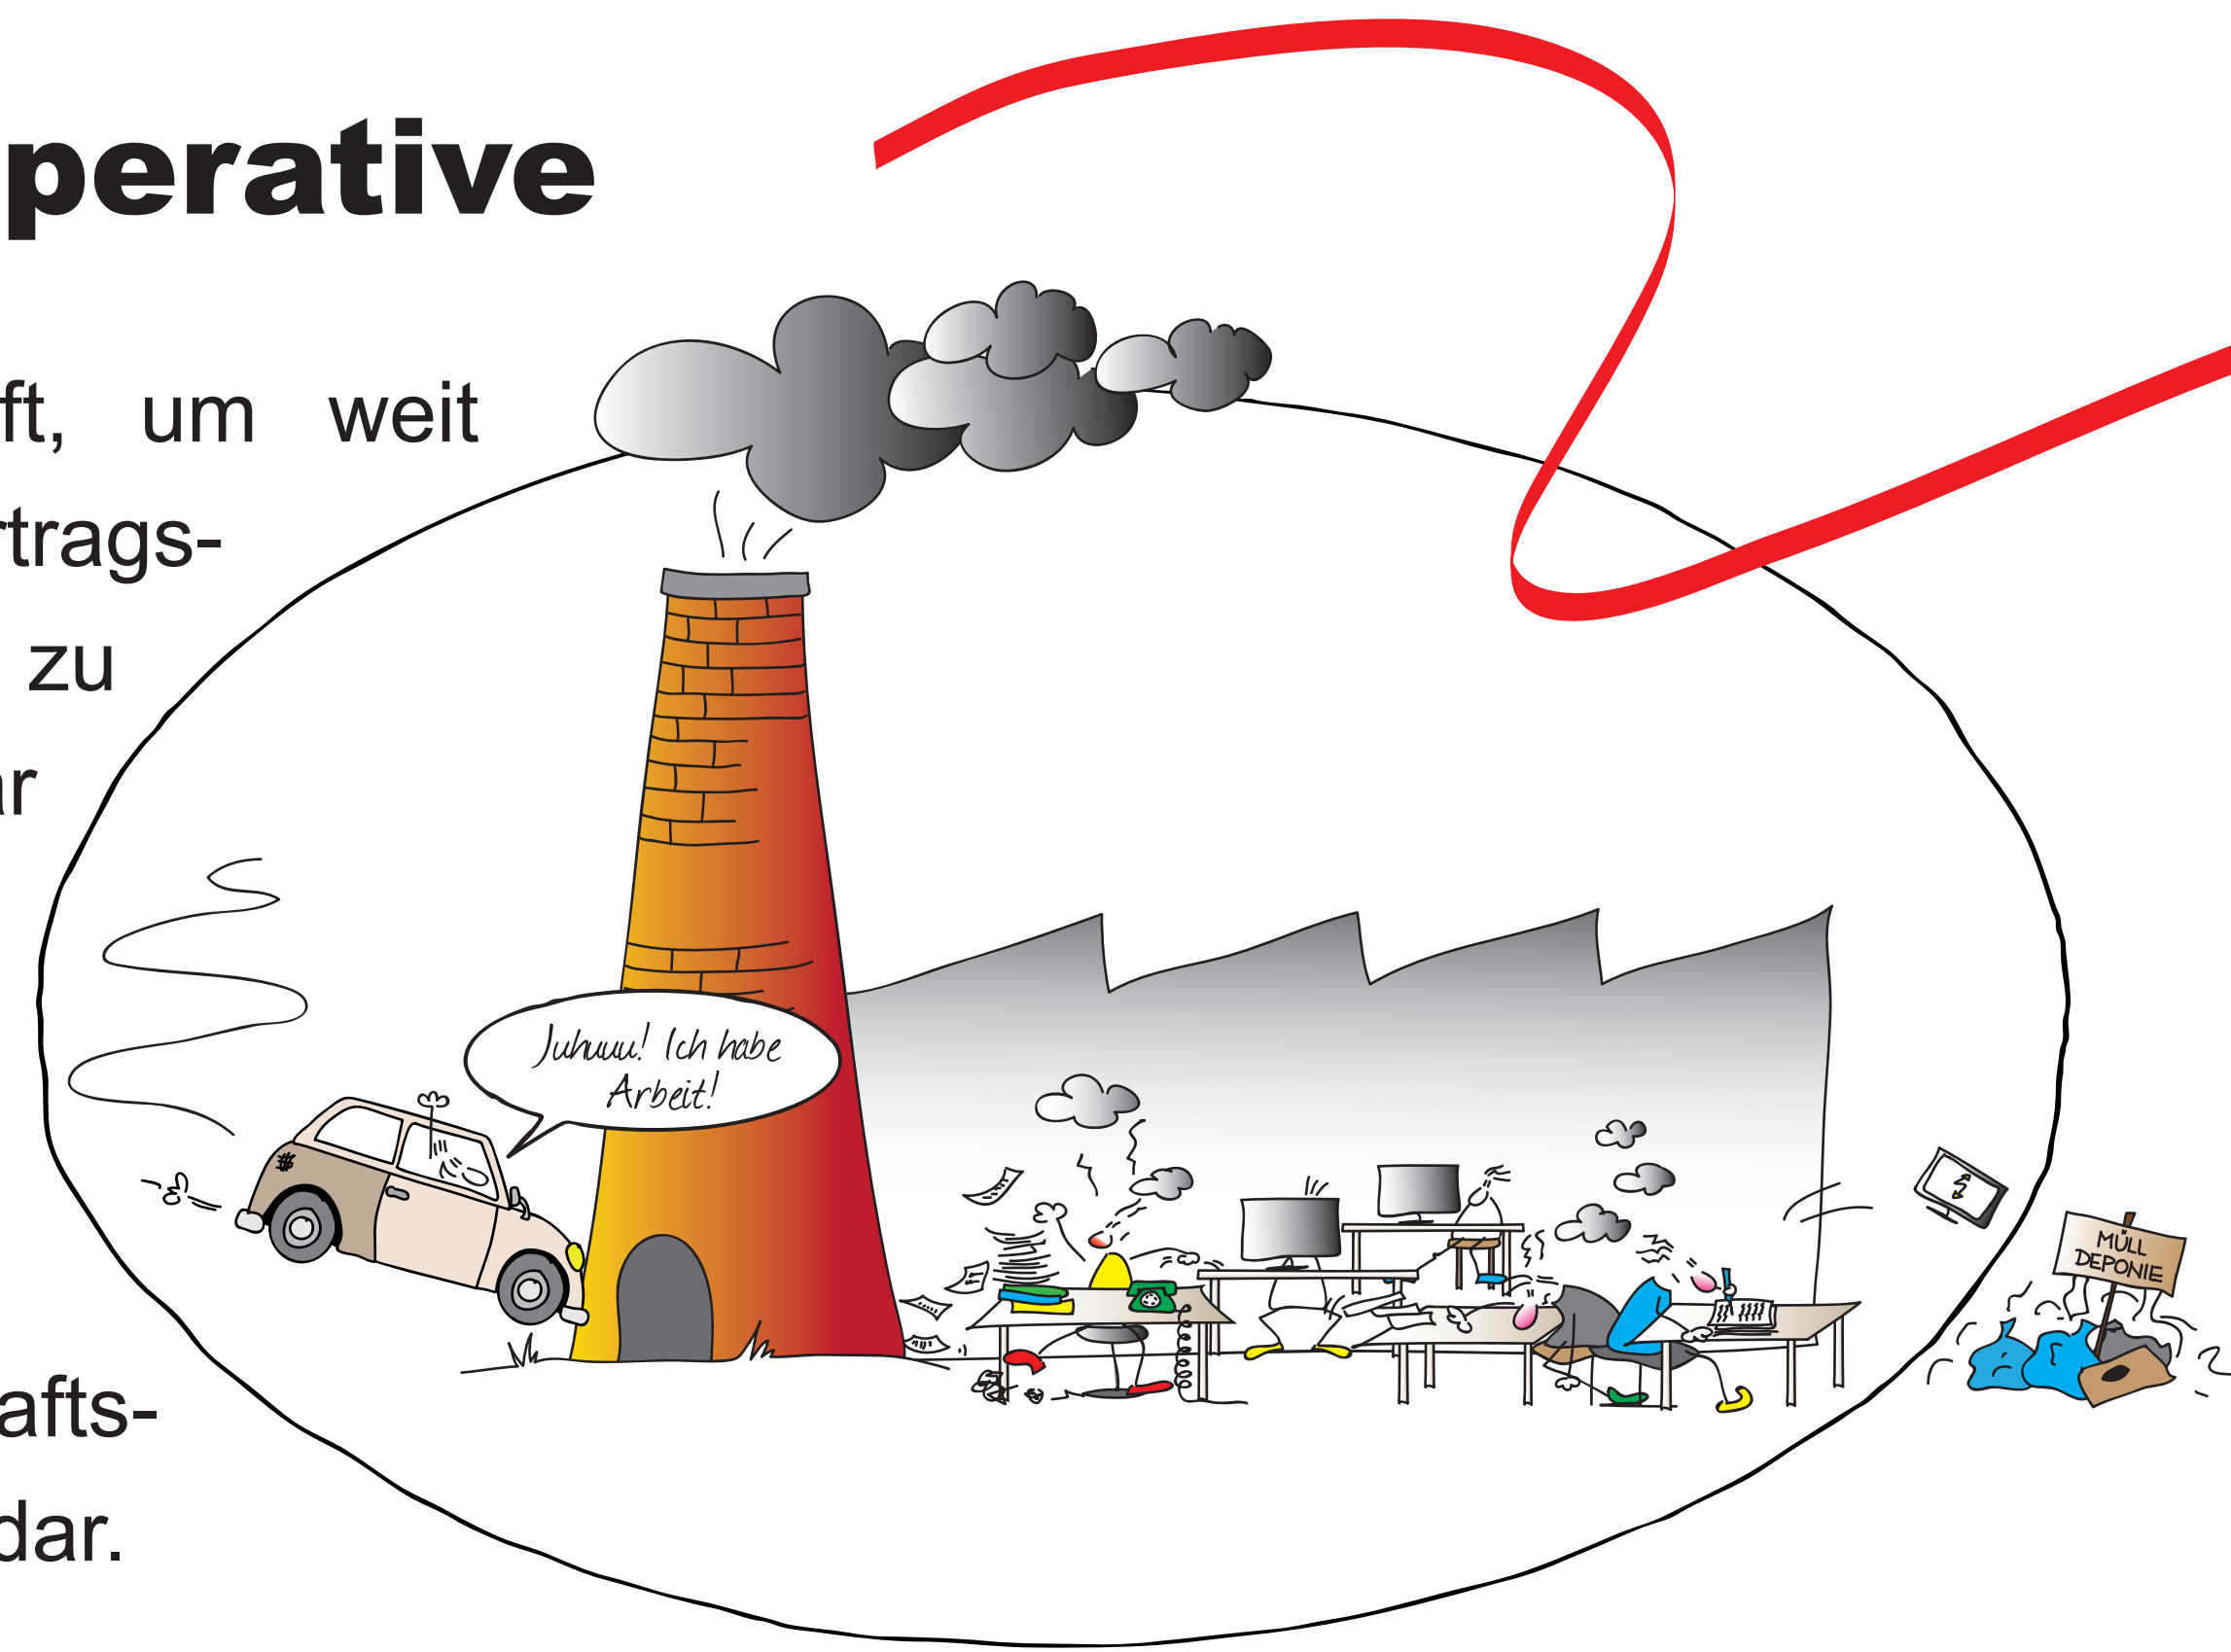 perative
ft, um weit
rtrags-
zu
ar
Juhuuu! Ich habe
Arbeit!
MÜLL
DEPONIE
afts-
dar.